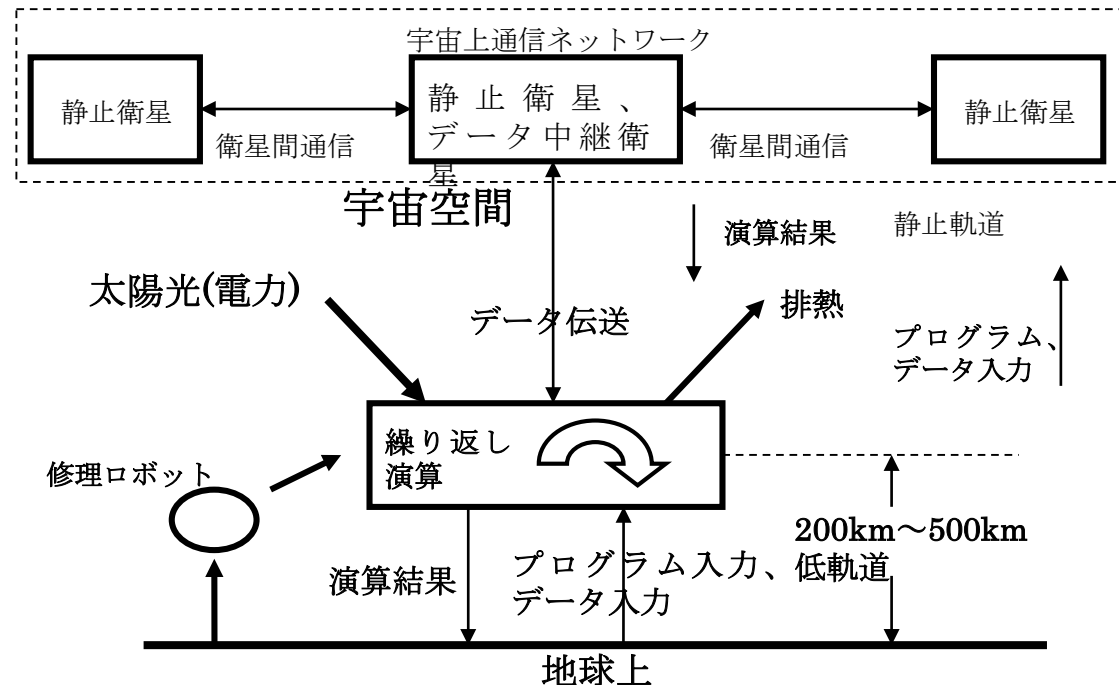 宇宙上通信ネットワーク
静止衛星
静止衛星、
データ中継衛
星
静止衛星
衛星間通信
衛星間通信
宇宙空間
演算結果
静止軌道
太陽光(電力)
排熱
データ伝送
プログラム、
データ入力
繰り返し
演算
修理ロボット
200km～500km
低軌道
演算結果
プログラム入力、
データ入力
地球上